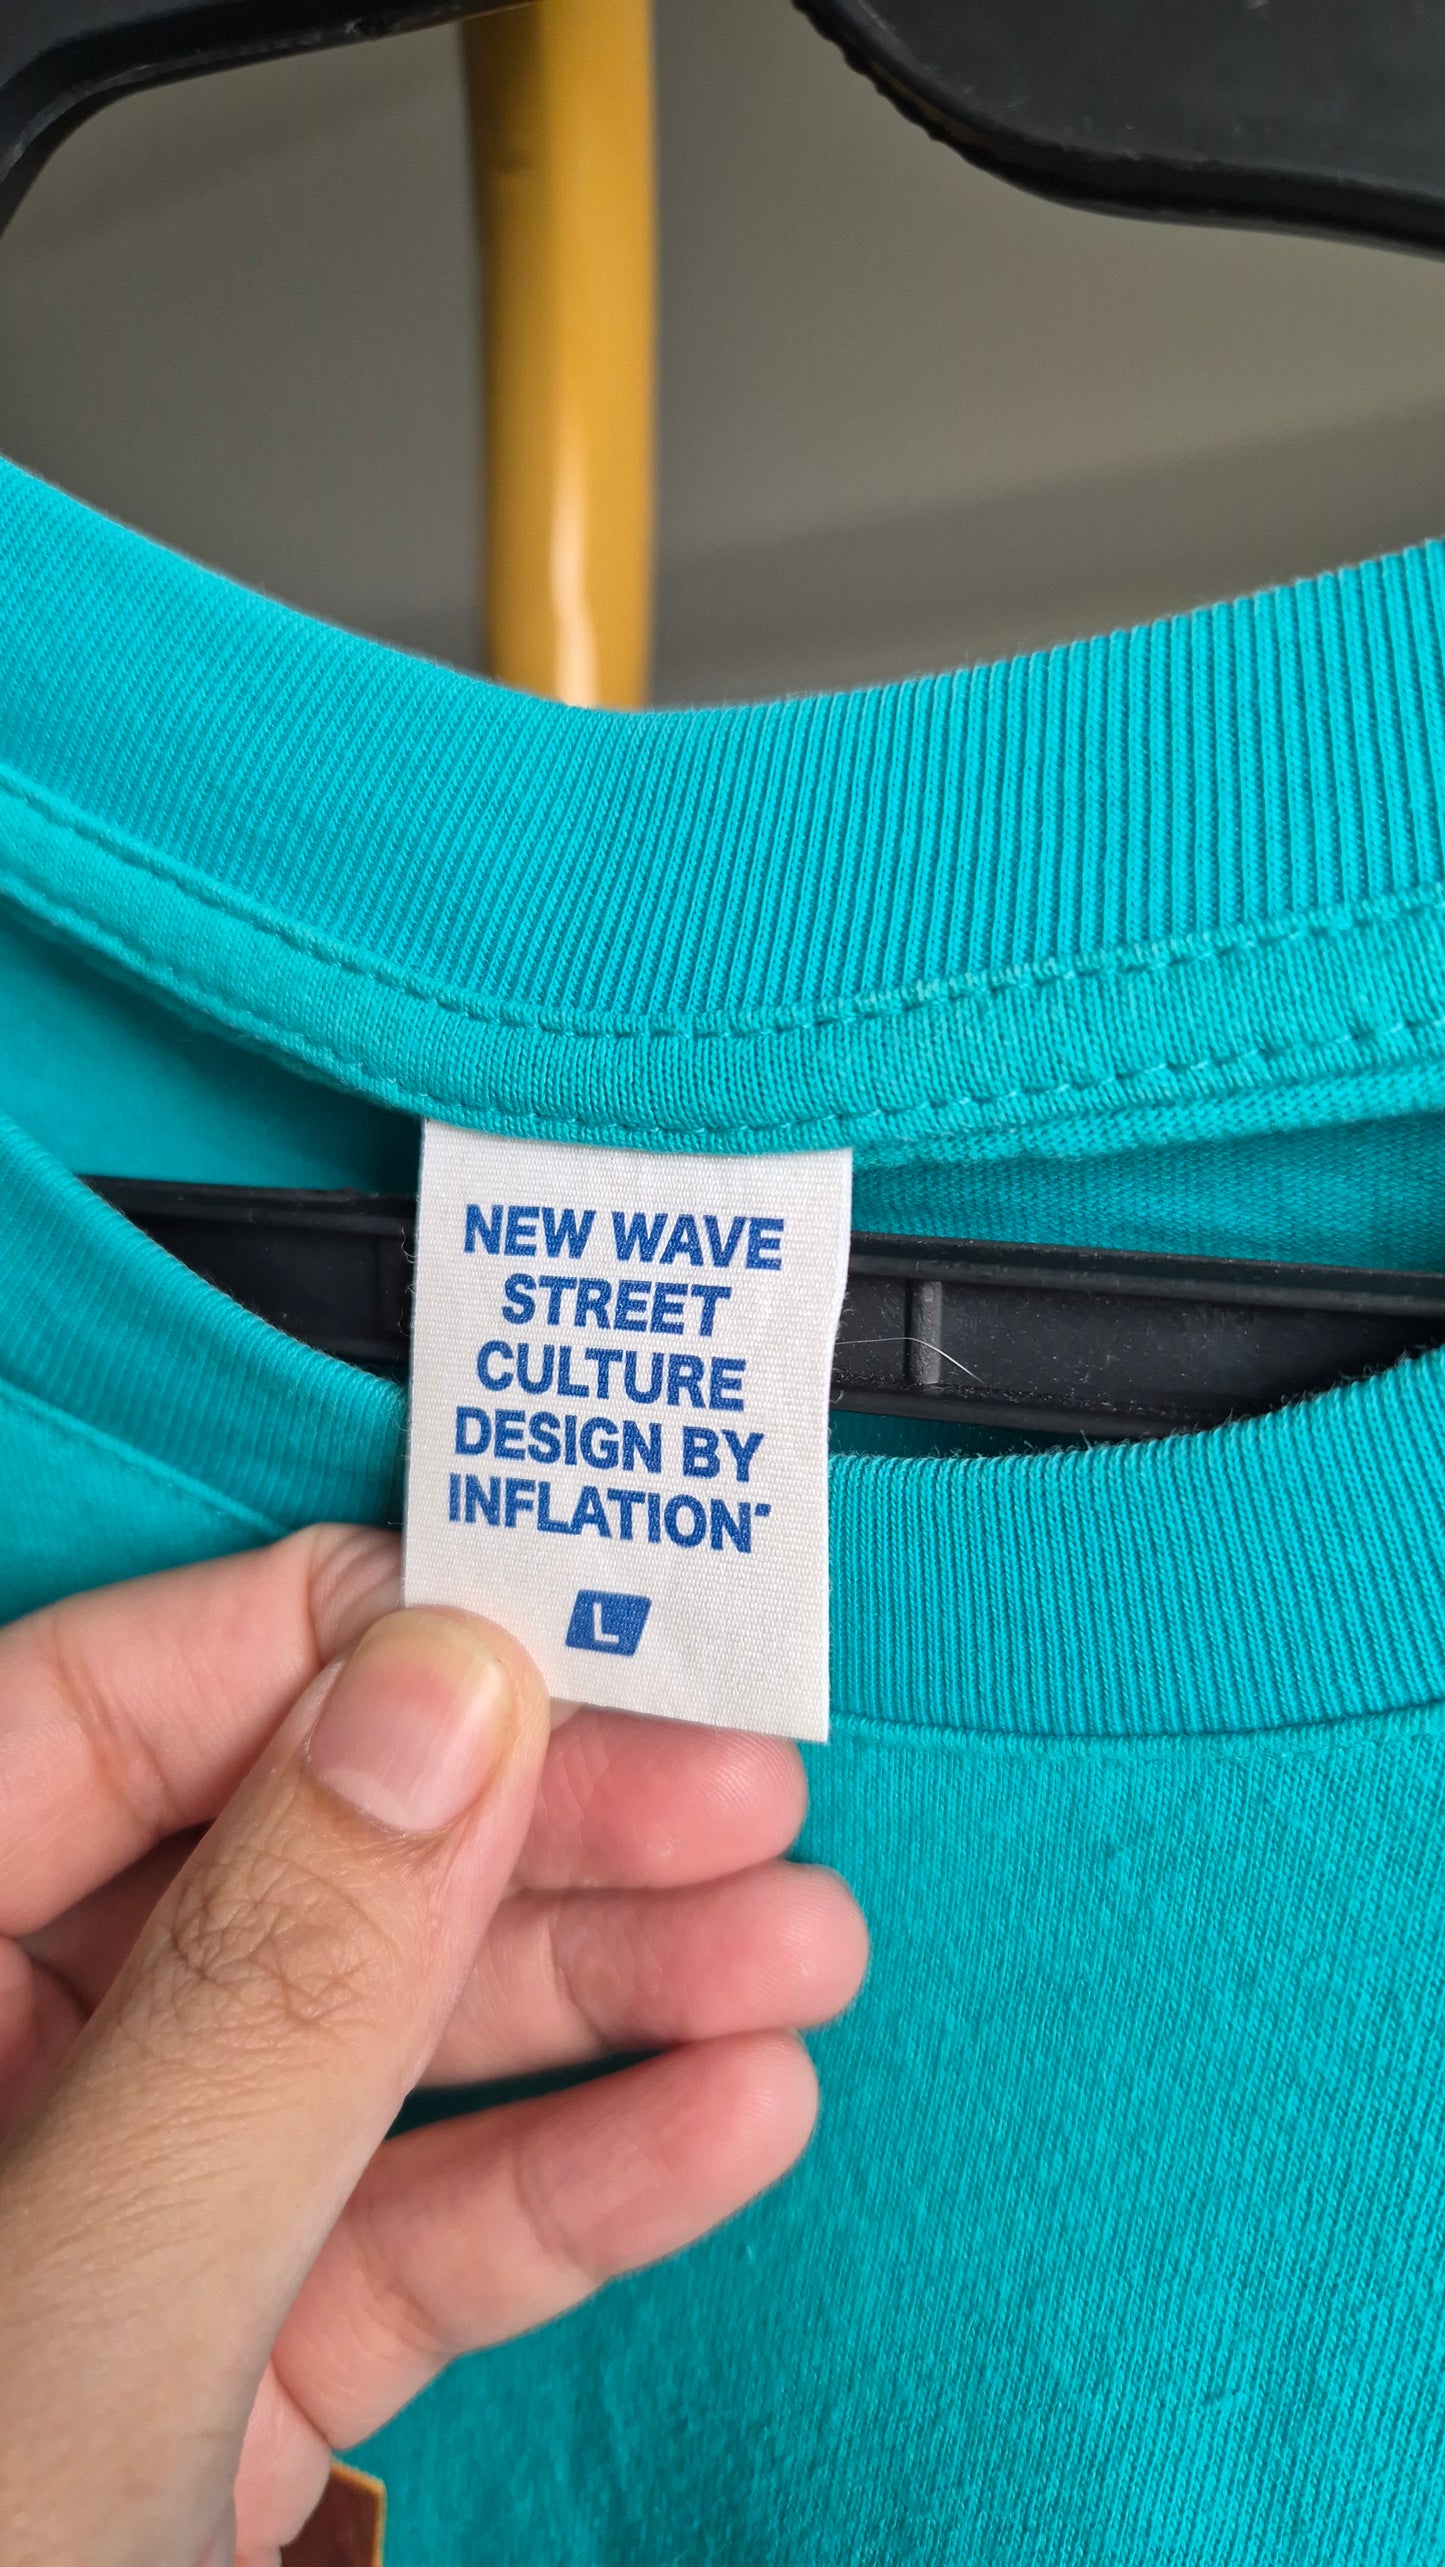 NEW WAVE
STREET
CULTURE
DESIGN BY
INFLATION
L